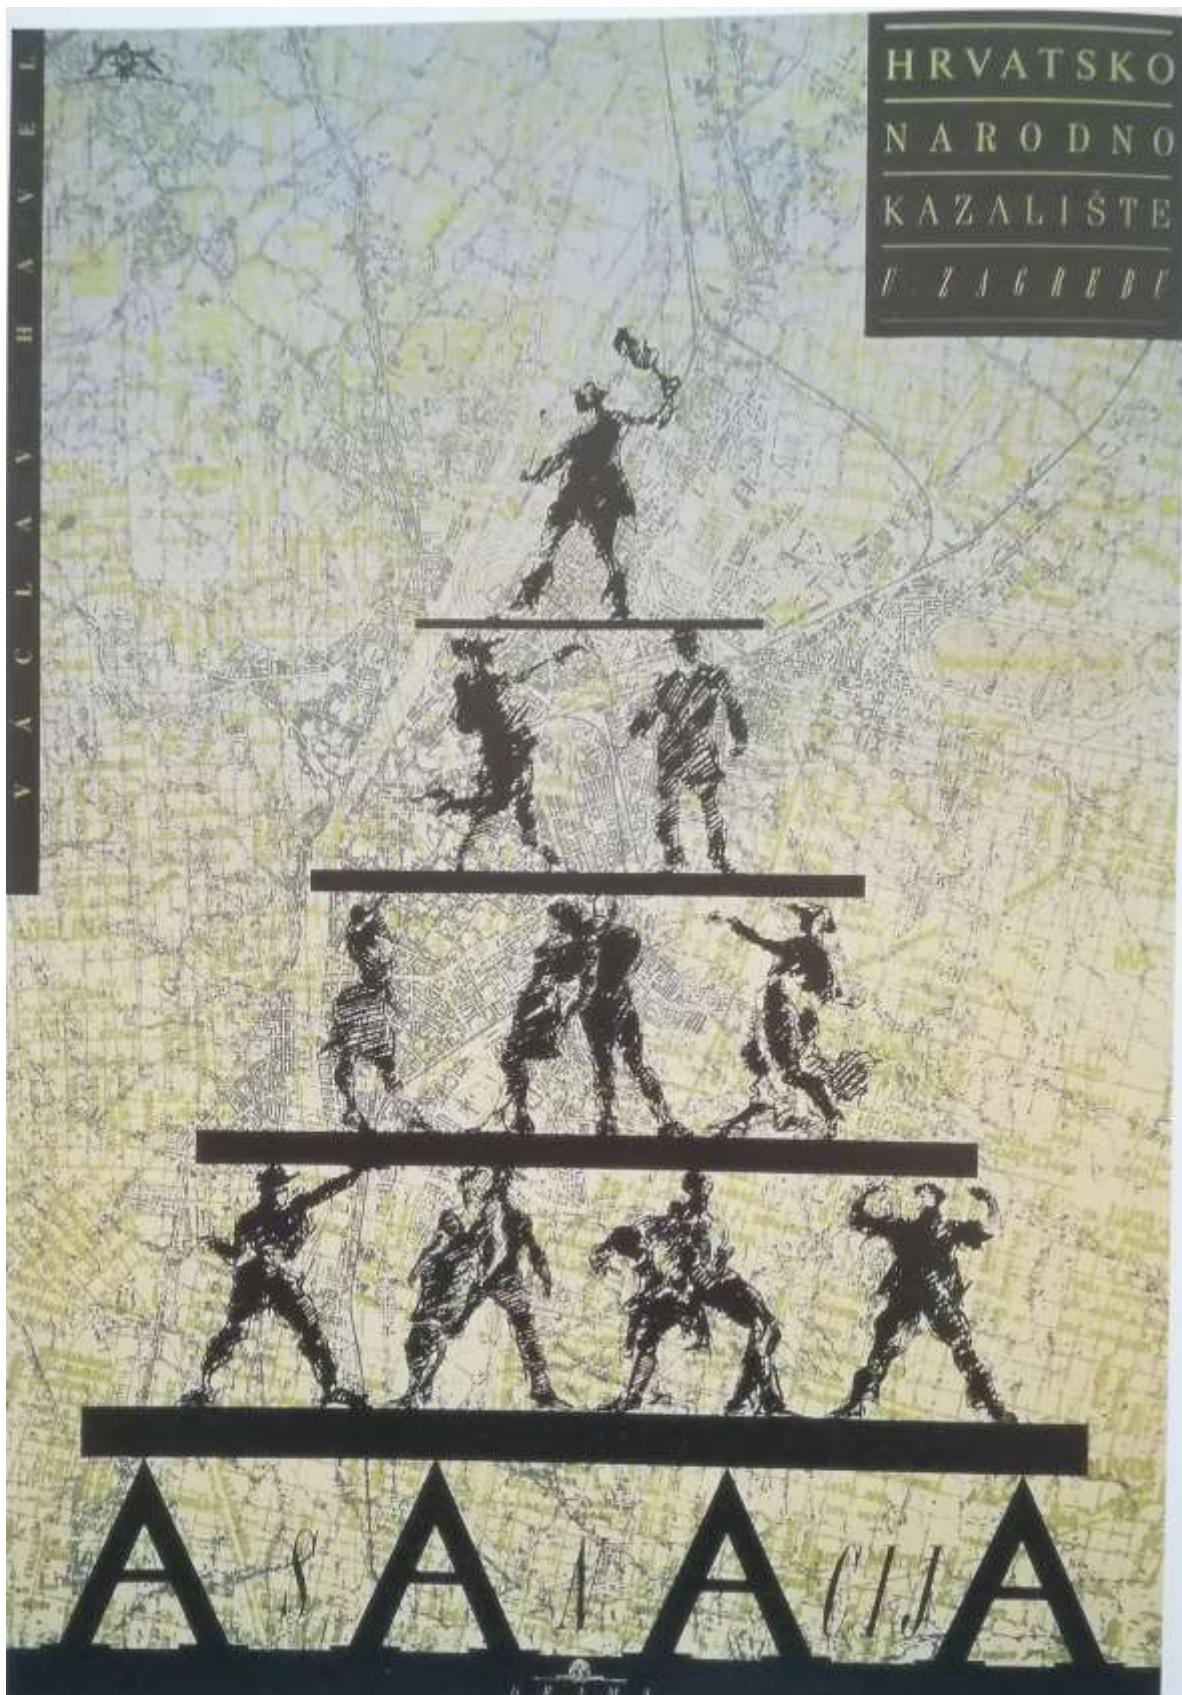 HRVATSKO
NARODNO
KAZALIŠTE
U ZAGREBU
VÁCLAV HAVEL
ASANACIJA